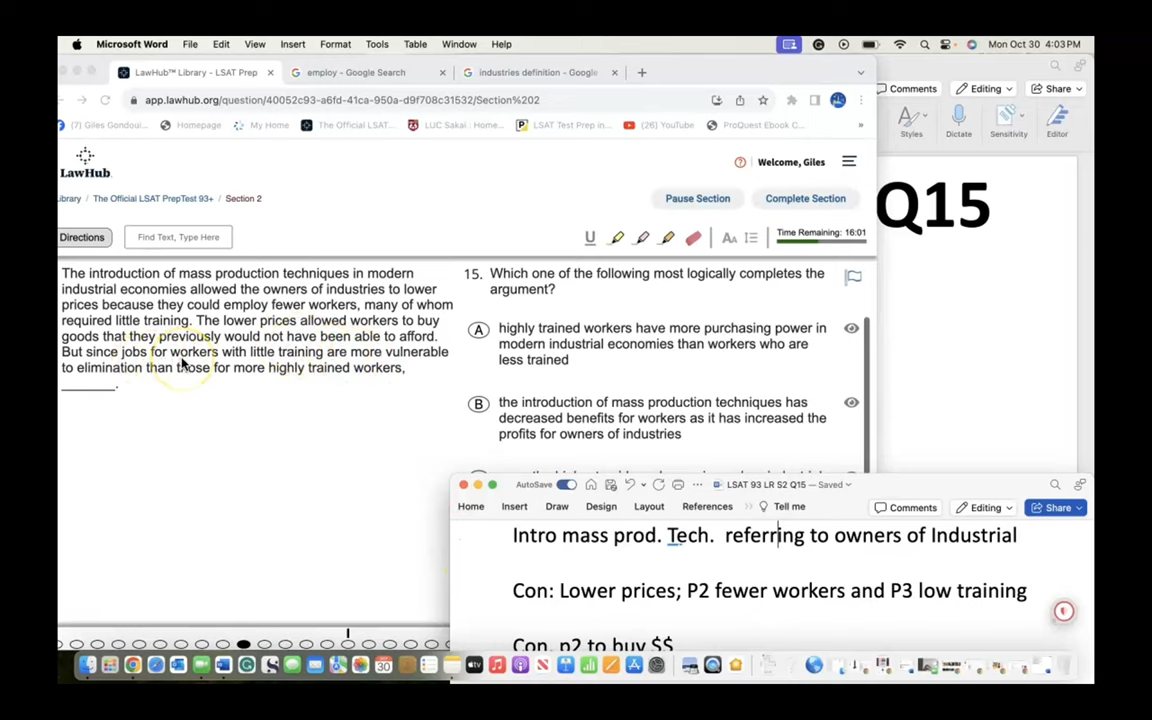 Microsoft Word File Edit View Insert Format Tools Table Window Help Mon Oct 30 4:03 PM
LawHub™ Library - LSAT Prep × employ - Google Search × industries definition - Google × +
app.lawhub.org/question/40052c93-a6fd-41ca-950a-d9f708c31532/Section%202
(7) Giles Gondoui... Homepage My Home The Official LSAT... LUC Sakai : Home... LSAT Test Prep in... (26) YouTube ProQuest Ebook C... »
Comments Editing Share
Styles Dictate Sensitivity Editor
LawHub
Welcome, Giles
ibrary / The Official LSAT PrepTest 93+ / Section 2
Pause Section Complete Section
Q15
Directions Find Text, Type Here
Time Remaining: 16:01
The introduction of mass production techniques in modern
industrial economies allowed the owners of industries to lower
prices because they could employ fewer workers, many of whom
required little training. The lower prices allowed workers to buy
goods that they previously would not have been able to afford.
But since jobs for workers with little training are more vulnerable
to elimination than those for more highly trained workers,
________.
15. Which one of the following most logically completes the
argument?
A highly trained workers have more purchasing power in
modern industrial economies than workers who are
less trained
B the introduction of mass production techniques has
decreased benefits for workers as it has increased the
profits for owners of industries
AutoSave LSAT 93 LR S2 Q15 — Saved
Home Insert Draw Design Layout References » Tell me Comments Editing Share
Intro mass prod. Tech. referring to owners of Industrial
Con: Lower prices; P2 fewer workers and P3 low training
Con. p2 to buy $$